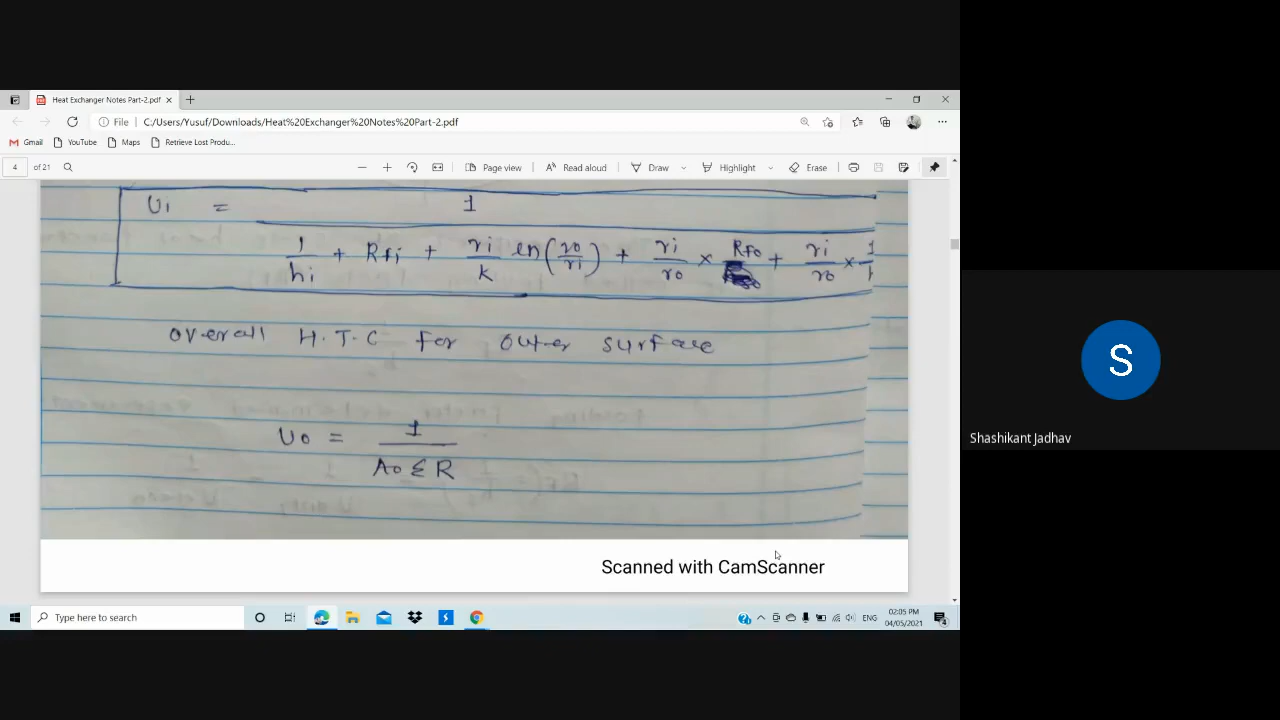 Heat Exchanger Notes Part-2.pdf
File C:/Users/Yusuf/Downloads/Heat%20Exchanger%20Notes%20Part-2.pdf
Gmail YouTube Maps Retrieve Lost Produ...
4 of 21 Page view Read aloud Draw Highlight Erase
Ui = 1
1/hi + Rfi + ri/k ln(ro/ri) + ri/ro × Rfo + ri/ro × 1/h
overall H.T.C for outer surface
Uo = 1
Ao Σ R
Scanned with CamScanner
S
Shashikant Jadhav
Type here to search
ENG
02:05 PM
04/05/2021